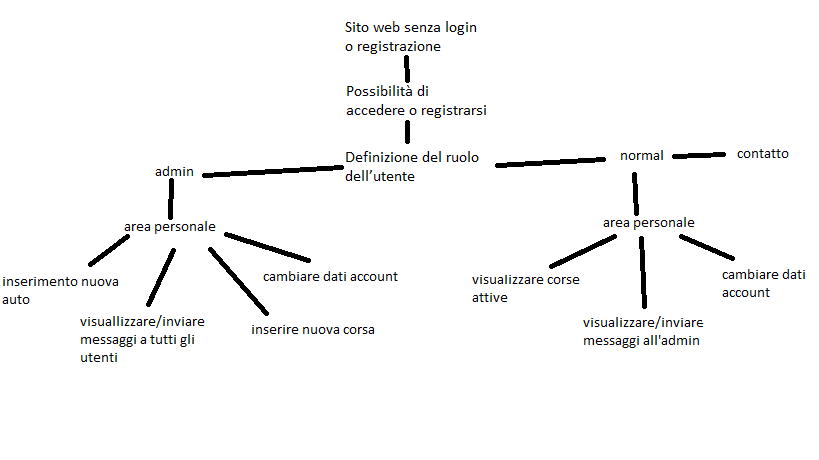 Sito web senza login
o registrazione
Possibilità di
accedere o registrarsi
Definizione del ruolo
dell’utente
admin
normal
contatto
area personale
area personale
inserimento nuova
auto
visuallizzare/inviare
messaggi a tutti gli
utenti
inserire nuova corsa
cambiare dati account
visualizzare corse
attive
visualizzare/inviare
messaggi all'admin
cambiare dati
account